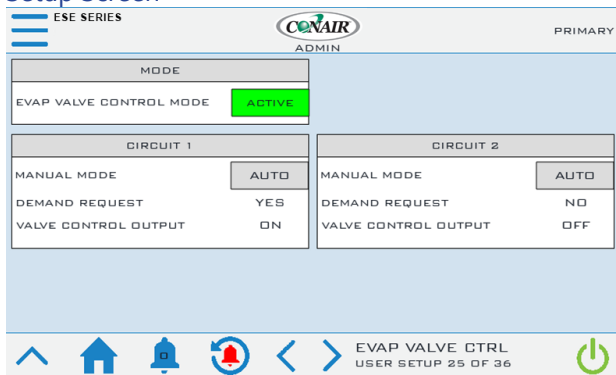 Setup Screen
ESE SERIES
CONAIR
ADMIN
PRIMARY
MODE
EVAP VALVE CONTROL MODE ACTIVE
CIRCUIT 1
MANUAL MODE AUTO
DEMAND REQUEST YES
VALVE CONTROL OUTPUT ON
CIRCUIT 2
MANUAL MODE AUTO
DEMAND REQUEST NO
VALVE CONTROL OUTPUT OFF
0
EVAP VALVE CTRL
USER SETUP 25 OF 36